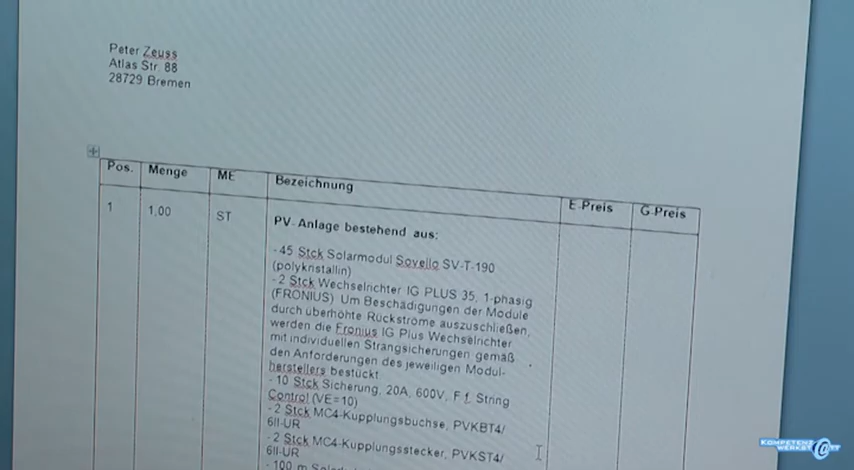 Peter Zeuss
Atlas Str. 88
28729 Bremen
Pos. Menge ME Bezeichnung E-Preis G-Preis
1 1,00 ST PV-Anlage bestehend aus:
- 45 Stck Solarmodul Sovello SV-T-190
(polykristallin)
- 2 Stck Wechselrichter IG PLUS 35, 1-phasig
(FRONIUS) Um Beschädigungen der Module
durch überhöhte Rückströme auszuschließen,
werden die Fronius IG Plus Wechselrichter
mit individuellen Strangsicherungen gemäß
den Anforderungen des jeweiligen Modul-
herstellers bestückt
- 10 Stck Sicherung, 20A, 600V, F.f. String
Control (VE=10)
- 2 Stck MC4-Kupplungsbuchse, PVKBT4/
6II-UR
- 2 Stck MC4-Kupplungsstecker, PVKST4/
6II-UR
- 100 m
KOMPETENZ
WERKSTATT